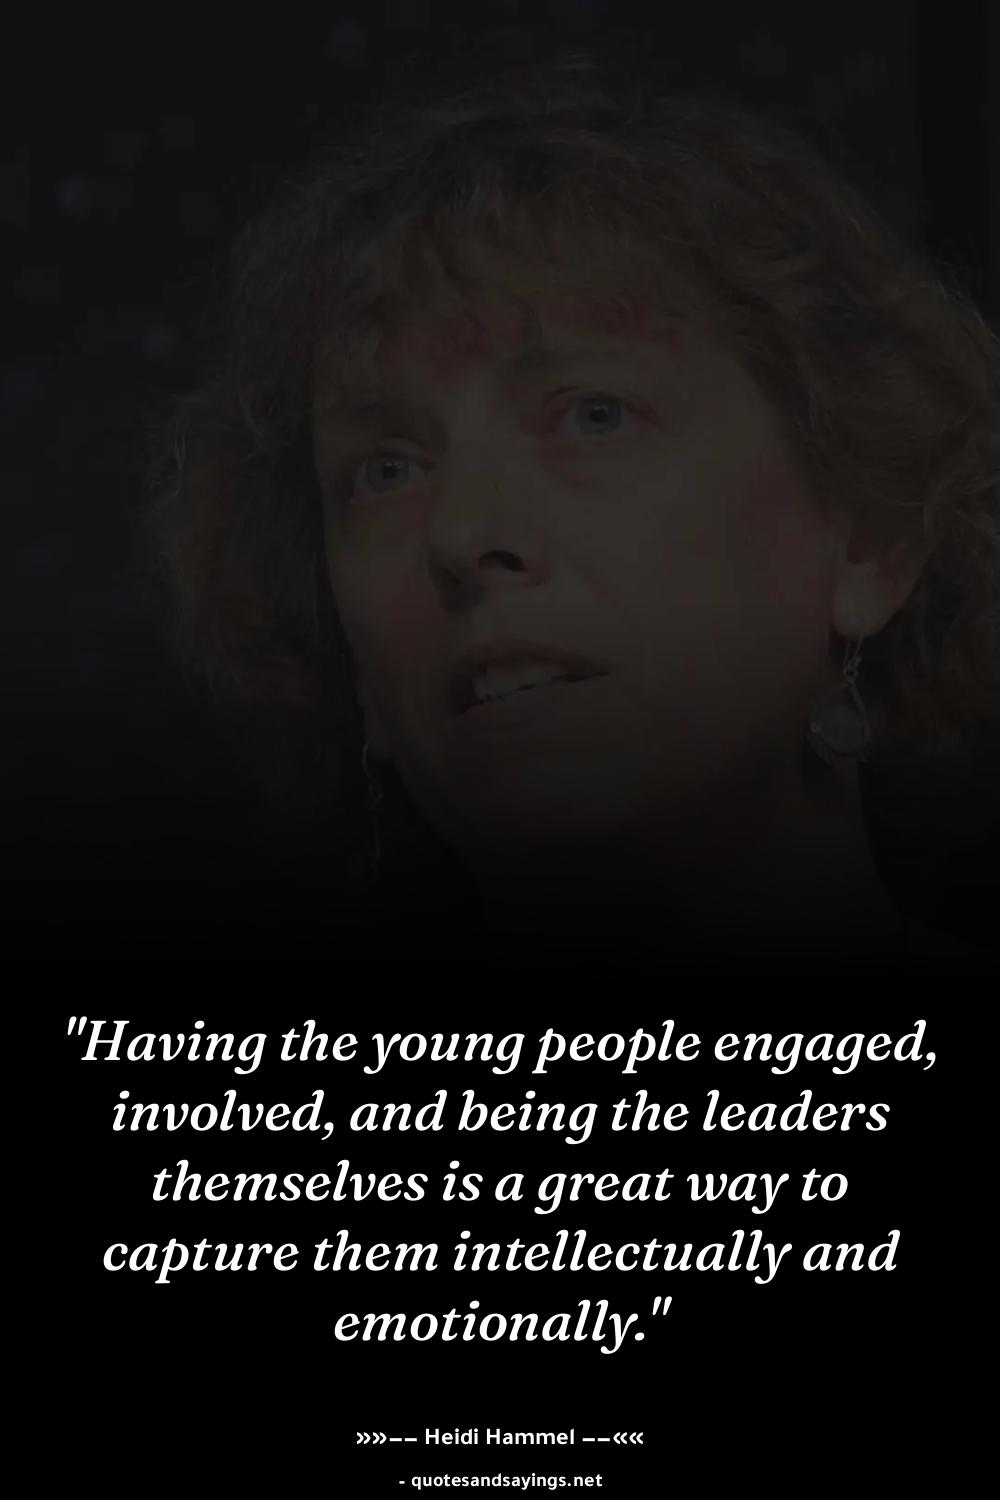 "Having the young people engaged,
involved, and being the leaders
themselves is a great way to
capture them intellectually and
emotionally."
»»−− Heidi Hammel −−««
- quotesandsayings.net